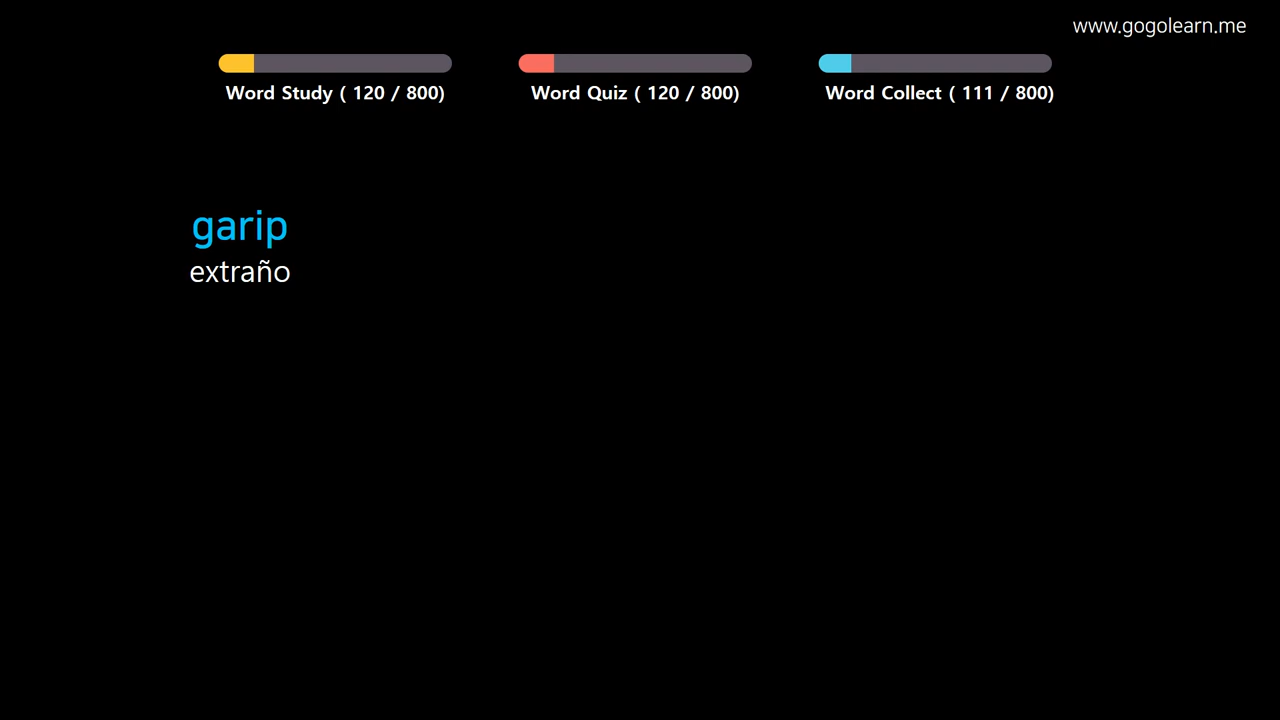 www.gogolearn.me
Word Study ( 120 / 800)
Word Quiz ( 120 / 800)
Word Collect ( 111 / 800)
garip
extraño